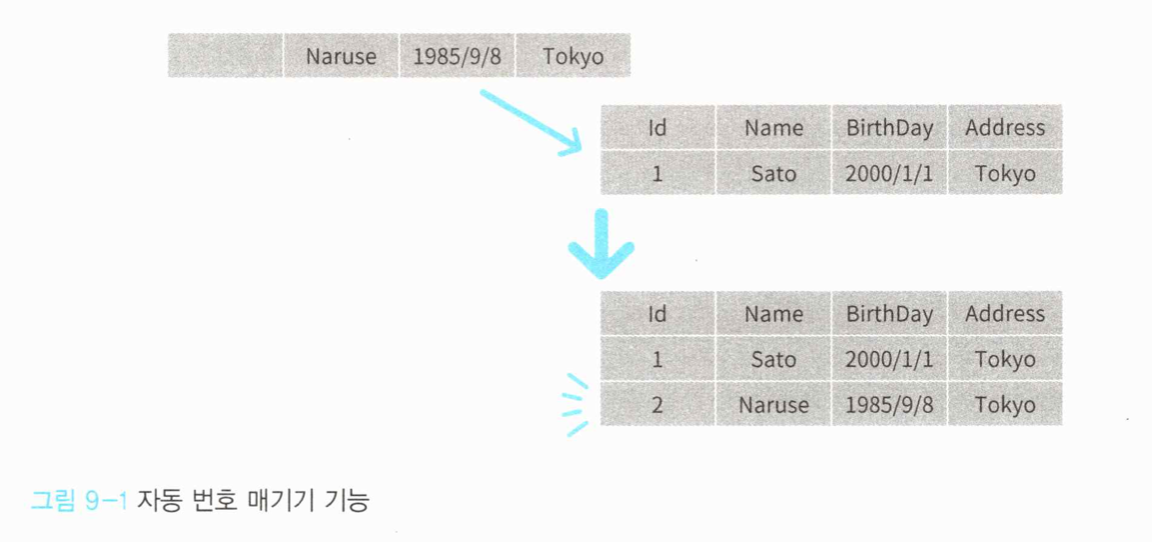 Naruse 1985/9/8 Tokyo
Id Name BirthDay Address
1 Sato 2000/1/1 Tokyo
Id Name BirthDay Address
1 Sato 2000/1/1 Tokyo
2 Naruse 1985/9/8 Tokyo
그림 9-1 자동 번호 매기기 기능